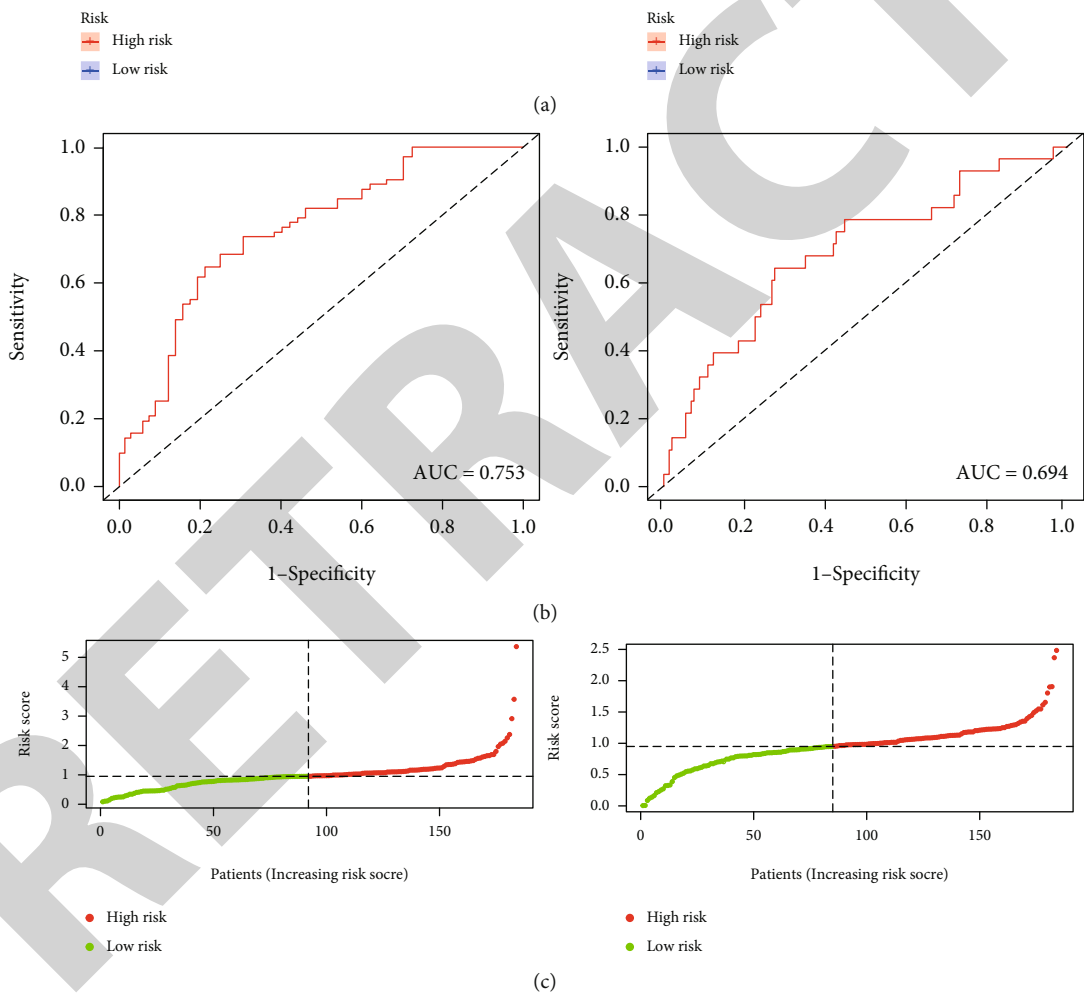 Risk
High risk
Low risk
Risk
High risk
Low risk
(a)
Sensitivity
1.0
0.8
0.6
0.4
0.2
0.0
AUC = 0.753
0.0 0.2 0.4 0.6 0.8 1.0
1–Specificity
Sensitivity
1.0
0.8
0.6
0.4
0.2
0.0
AUC = 0.694
0.0 0.2 0.4 0.6 0.8 1.0
1–Specificity
(b)
Risk score
5
4
3
2
1
0
0 50 100 150
Patients (Increasing risk socre)
High risk
Low risk
Risk score
2.5
2.0
1.5
1.0
0.5
0.0
0 50 100 150
Patients (Increasing risk socre)
High risk
Low risk
(c)
RETRACT